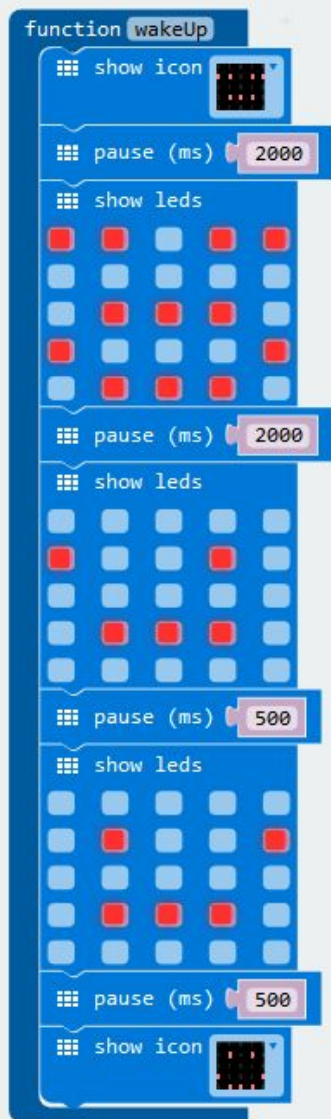 function wakeUp
show icon
pause (ms) 2000
show leds
pause (ms) 2000
show leds
pause (ms) 500
show leds
pause (ms) 500
show icon